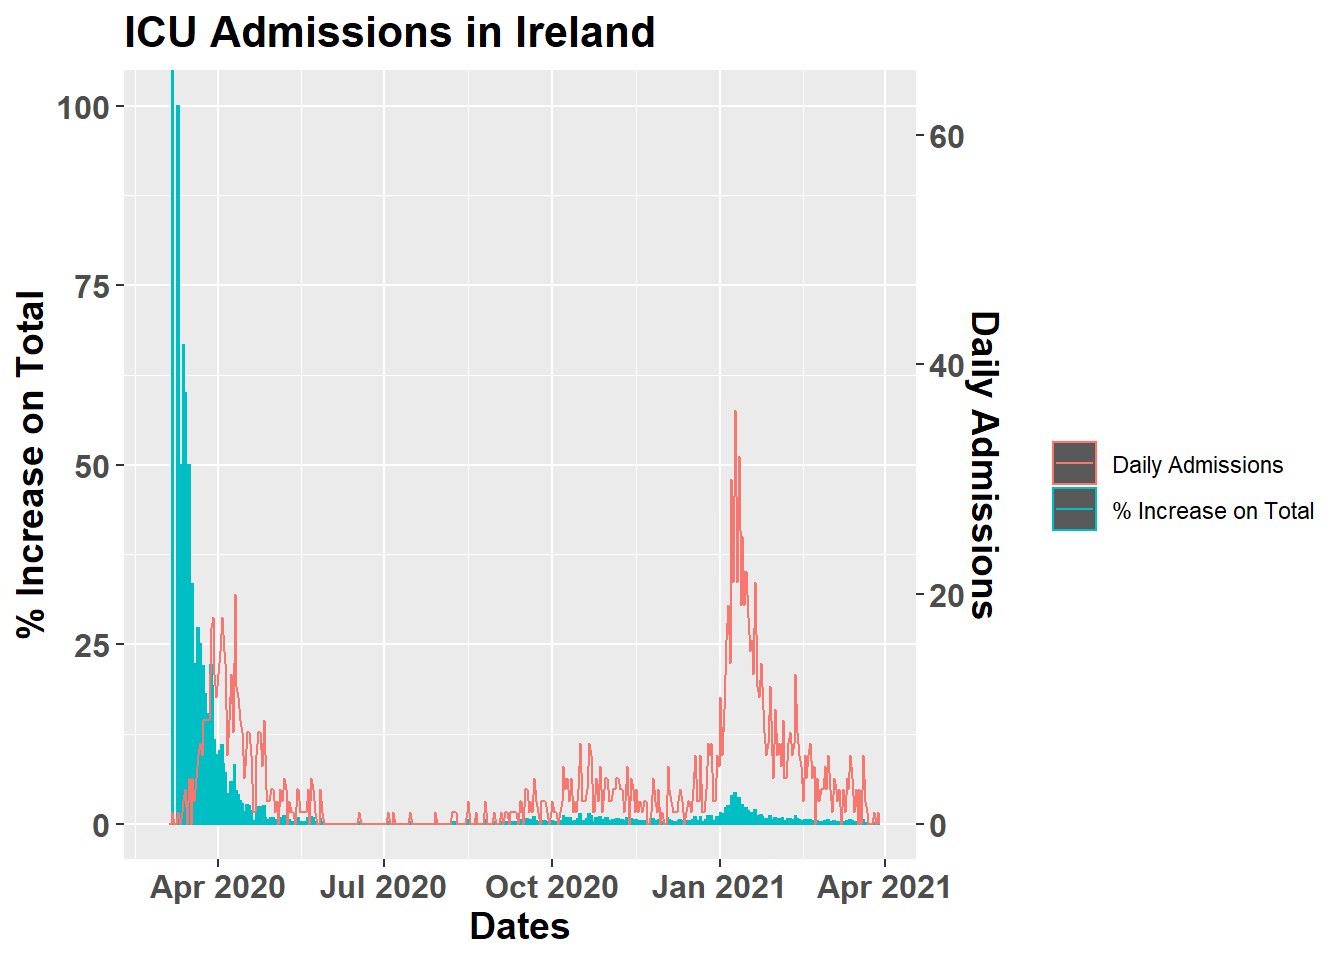 ICU Admissions in Ireland
% Increase on Total
100
75
50
25
0
60
40
20
0
Daily Admissions
Apr 2020
Jul 2020
Oct 2020
Jan 2021
Apr 2021
Dates
Daily Admissions
% Increase on Total